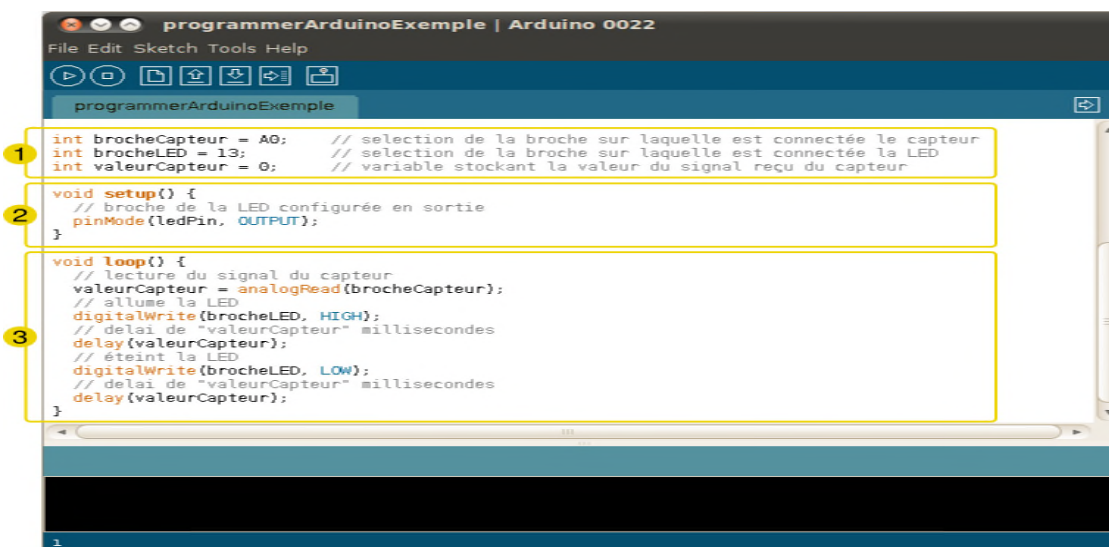 programmerArduinoExemple | Arduino 0022
File Edit Sketch Tools Help
programmerArduinoExemple
1
int brocheCapteur = A0; // selection de la broche sur laquelle est connectée le capteur
int brocheLED = 13; // selection de la broche sur laquelle est connectée la LED
int valeurCapteur = 0; // variable stockant la valeur du signal reçu du capteur
2
void setup() {
// broche de la LED configurée en sortie
pinMode(ledPin, OUTPUT);
}
3
void loop() {
// lecture du signal du capteur
valeurCapteur = analogRead(brocheCapteur);
// allume la LED
digitalWrite(brocheLED, HIGH);
// delai de "valeurCapteur" millisecondes
delay(valeurCapteur);
// éteint la LED
digitalWrite(brocheLED, LOW);
// delai de "valeurCapteur" millisecondes
delay(valeurCapteur);
}
1